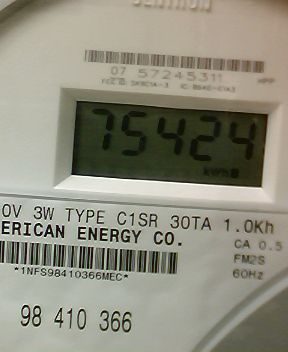 07 57245311
75424
kWh
0V 3W TYPE C1SR 30TA 1.0Kh
ERICAN ENERGY CO.
CA 0.5
FM2S
60Hz
*1NFS98410366MEC*
98 410 366